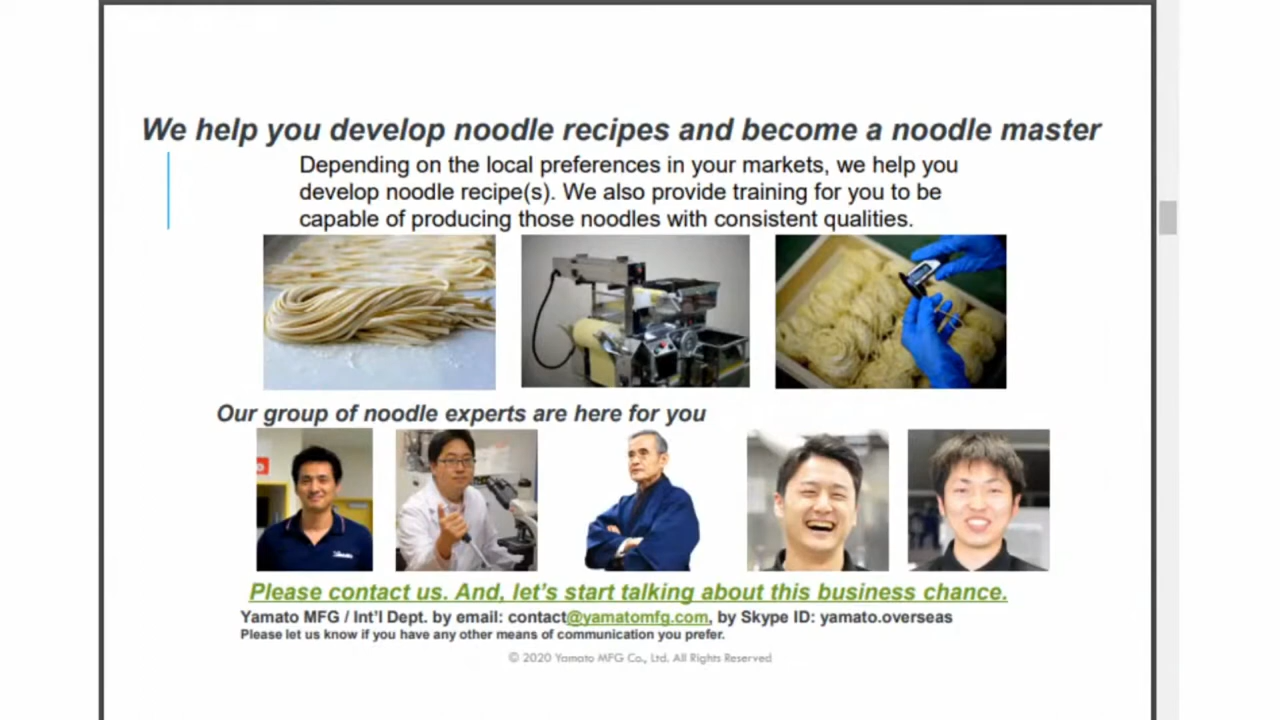 We help you develop noodle recipes and become a noodle master
Depending on the local preferences in your markets, we help you
develop noodle recipe(s). We also provide training for you to be
capable of producing those noodles with consistent qualities.
Our group of noodle experts are here for you
Please contact us. And, let's start talking about this business chance.
Yamato MFG / Int'l Dept. by email: contact@yamatomfg.com, by Skype ID: yamato.overseas
Please let us know if you have any other means of communication you prefer.
© 2020 Yamato MFG Co., Ltd. All Rights Reserved